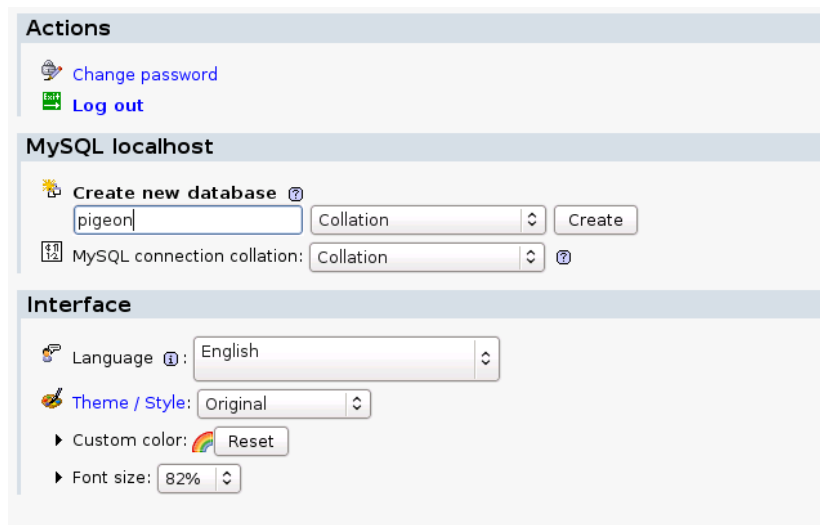 Actions
Change password
Exit
Log out
MySQL localhost
Create new database ?
pigeon Collation Create
MySQL connection collation: Collation ?
Interface
Language i : English
Theme / Style: Original
Custom color: Reset
Font size: 82%